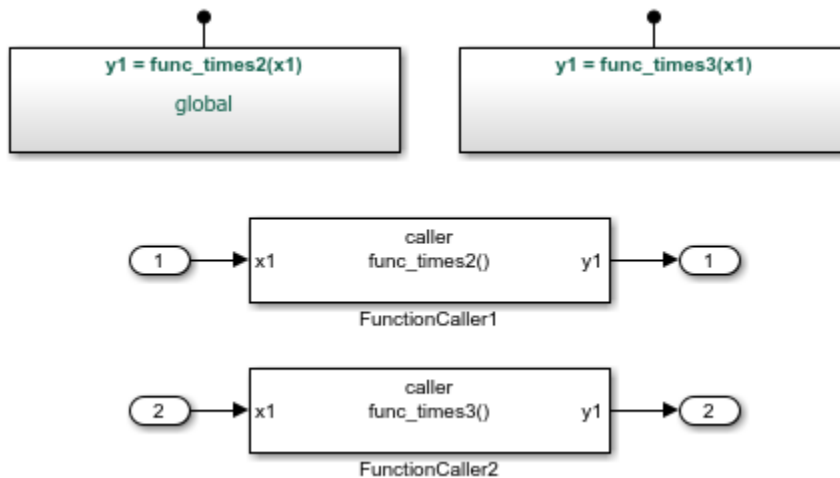 y1 = func_times2(x1)
global
y1 = func_times3(x1)
1
x1
caller
func_times2()
y1
1
FunctionCaller1
2
x1
caller
func_times3()
y1
2
FunctionCaller2